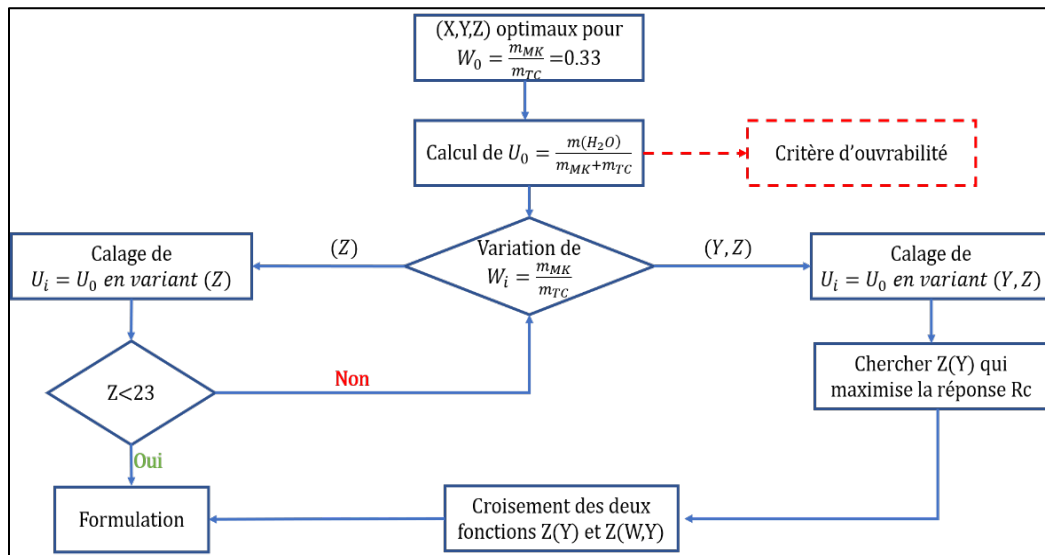 (X,Y,Z) optimaux pour
W₀ = m_MK / m_TC =0.33
Calcul de U₀ = m(H₂O) / m_MK+m_TC
Critère d'ouvrabilité
Calage de
Uᵢ = U₀ en variant (Z)
(Z)
Variation de
Wᵢ = m_MK / m_TC
(Y, Z)
Calage de
Uᵢ = U₀ en variant (Y, Z)
Z<23
Non
Chercher Z(Y) qui
maximise la réponse Rc
Oui
Formulation
Croisement des deux
fonctions Z(Y) et Z(W,Y)